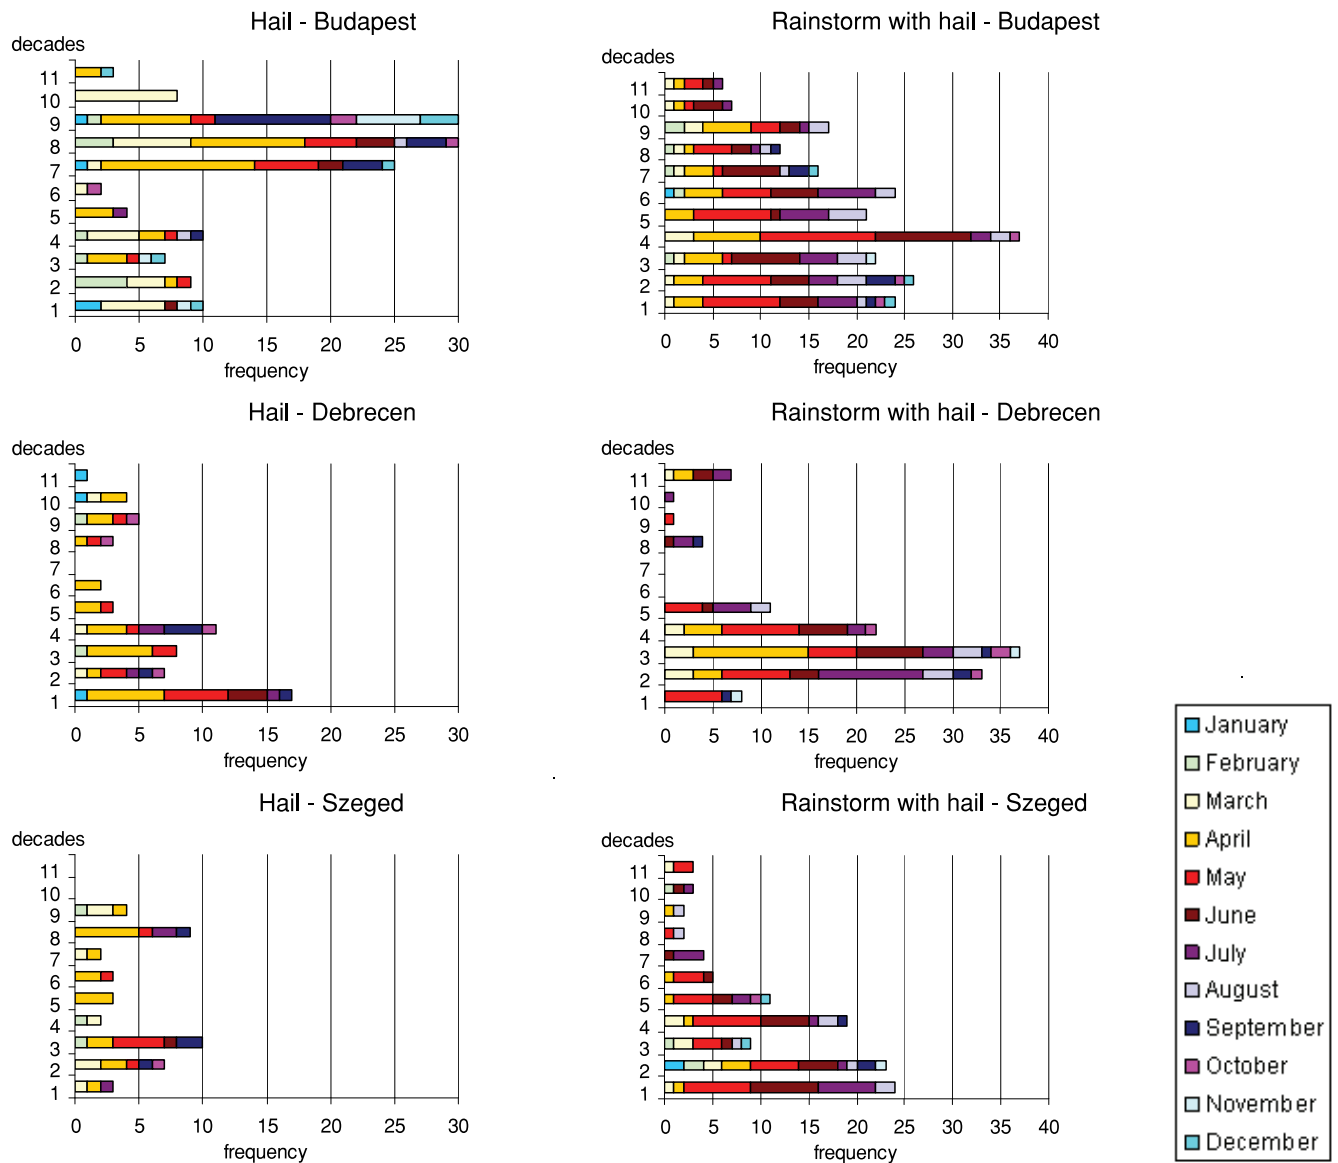 Hail - Budapest
decades
11
10
9
8
7
6
5
4
3
2
1
0 5 10 15 20 25 30
frequency
Rainstorm with hail - Budapest
decades
11
10
9
8
7
6
5
4
3
2
1
0 5 10 15 20 25 30 35 40
frequency
Hail - Debrecen
decades
11
10
9
8
7
6
5
4
3
2
1
0 5 10 15 20 25 30
frequency
Rainstorm with hail - Debrecen
decades
11
10
9
8
7
6
5
4
3
2
1
0 5 10 15 20 25 30 35 40
frequency
Hail - Szeged
decades
11
10
9
8
7
6
5
4
3
2
1
0 5 10 15 20 25 30
frequency
Rainstorm with hail - Szeged
decades
11
10
9
8
7
6
5
4
3
2
1
0 5 10 15 20 25 30 35 40
frequency
January
February
March
April
May
June
July
August
September
October
November
December